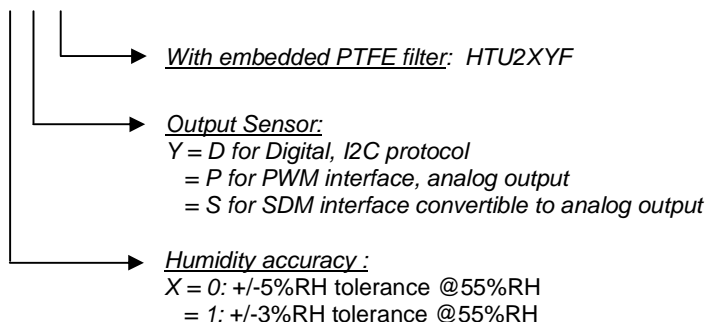 With embedded PTFE filter: HTU2XYF
Output Sensor:
Y = D for Digital, I2C protocol
= P for PWM interface, analog output
= S for SDM interface convertible to analog output
Humidity accuracy :
X = 0: +/-5%RH tolerance @55%RH
= 1: +/-3%RH tolerance @55%RH